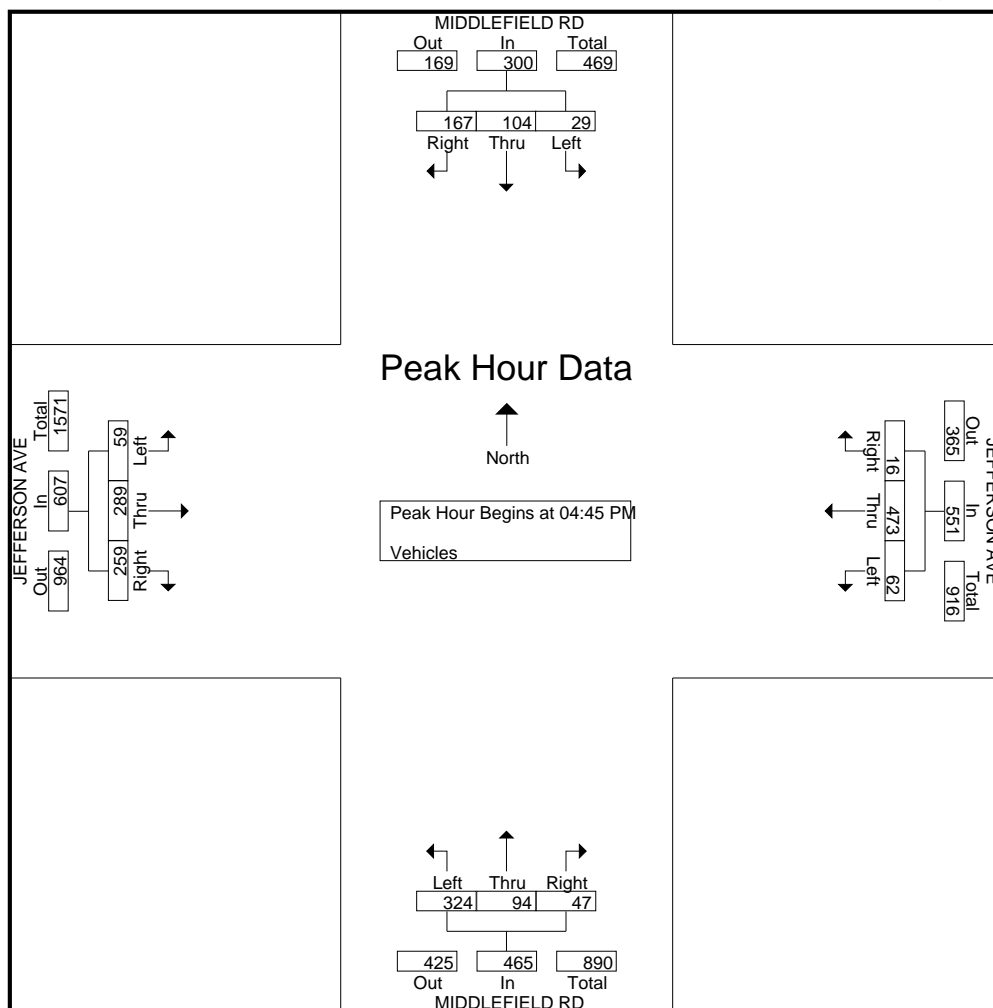 MIDDLEFIELD RD
Out In Total
169 300 469
167 104 29
Right Thru Left
Peak Hour Data
North
Peak Hour Begins at 04:45 PM
Vehicles
JEFFERSON AVE
Out In Total
964 607 1571
Right Thru Left
259 289 59
JEFFERSON AVE
Out In Total
365 551 916
Right Thru Left
16 473 62
Left Thru Right
324 94 47
425 465 890
Out In Total
MIDDLEFIELD RD